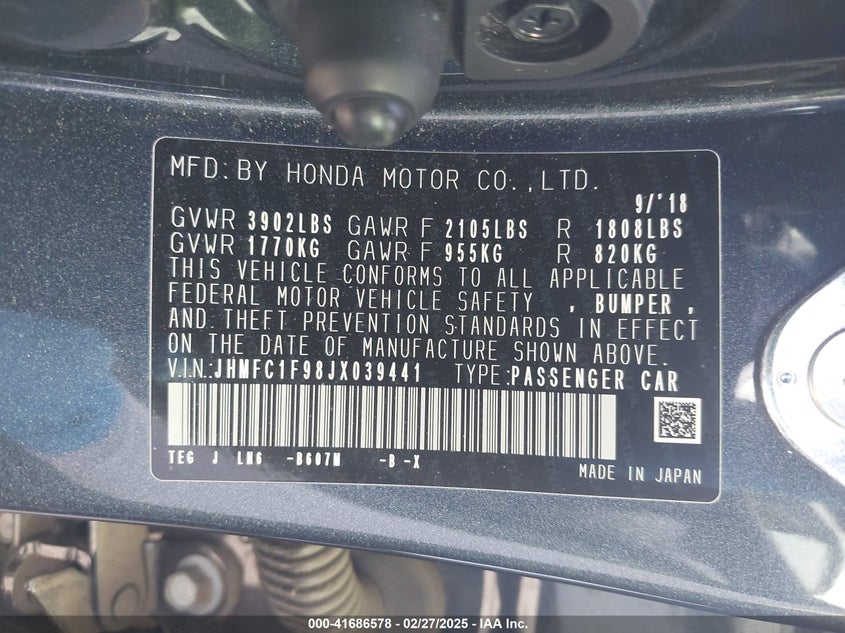 MFD. BY HONDA MOTOR CO.,LTD.
9/'18
GVWR 3902LBS GAWR F 2105LBS R 1808LBS
GVWR 1770KG GAWR F 955KG R 820KG
THIS VEHICLE CONFORMS TO ALL APPLICABLE
FEDERAL MOTOR VEHICLE SAFETY , BUMPER ,
AND THEFT PREVENTION STANDARDS IN EFFECT
ON THE DATE OF MANUFACTURE SHOWN ABOVE.
V.I.N.:JHMFC1F98JX039441 TYPE:PASSENGER CAR
TEG J LM6 -B607M -B-X
MADE IN JAPAN
000-41686578 - 02/27/2025 - IAA Inc.